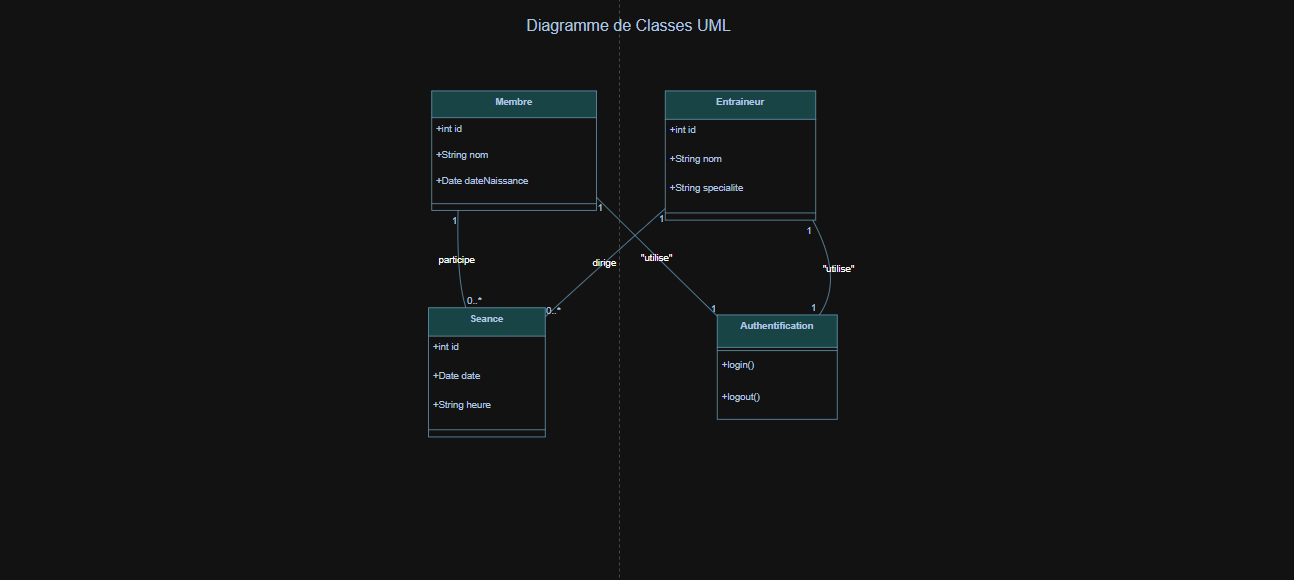 Diagramme de Classes UML
Membre
+int id
+String nom
+Date dateNaissance
Entraineur
+int id
+String nom
+String specialite
1
1
1
1
participe
dirige
"utilise"
"utilise"
0..*
0..*
1
1
Seance
+int id
+Date date
+String heure
Authentification
+login()
+logout()